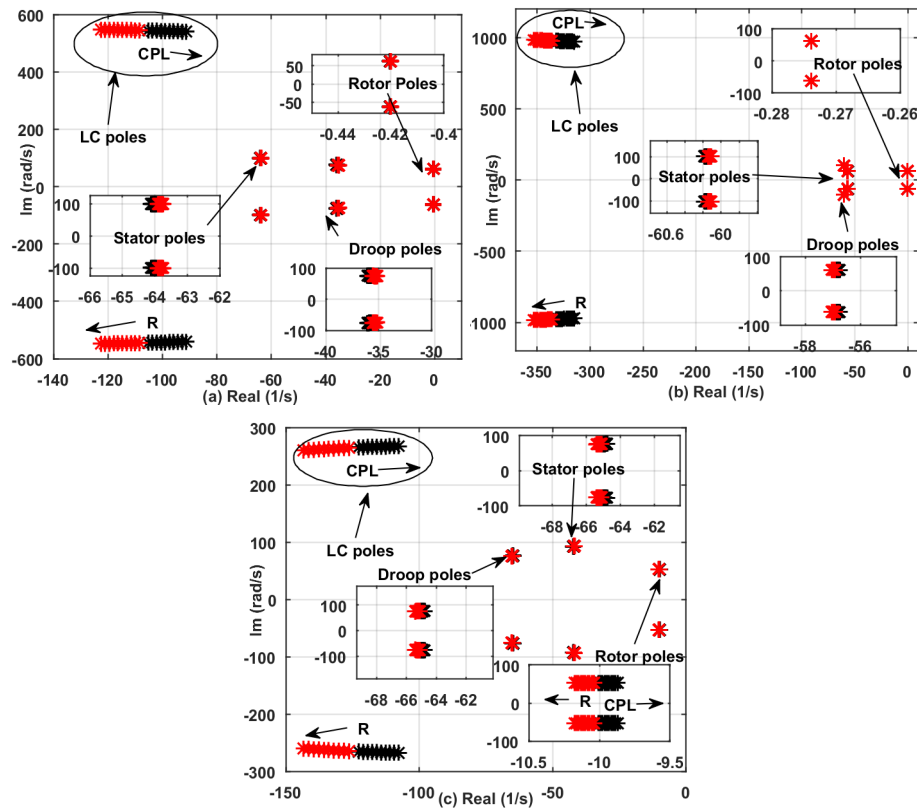 600
400
200
0
-200
-400
-600
Im (rad/s)
CPL
LC poles
50
0
-50
Rotor Poles
-0.44 -0.42 -0.4
Stator poles
100
0
-100
-66 -65 -64 -63 -62
Droop poles
100
0
-100
-40 -35 -30
R
-140 -120 -100 -80 -60 -40 -20 0
(a) Real (1/s)
1000
500
0
-500
-1000
Im (rad/s)
CPL
LC poles
100
0
-100
Rotor poles
-0.28 -0.27 -0.26
100
0
-100
Stator poles
-60.6 -60
Droop poles
100
0
-100
-58 -56
R
-350 -300 -250 -200 -150 -100 -50 0
(b) Real (1/s)
300
200
100
0
-100
-200
-300
Im (rad/s)
CPL
LC poles
100
0
-100
Stator poles
-68 -66 -64 -62
Droop poles
100
0
-100
-68 -66 -64 -62
Rotor poles
100
0
-100
R CPL
-10.5 -10 -9.5
R
-150 -100 -50 0
(c) Real (1/s)